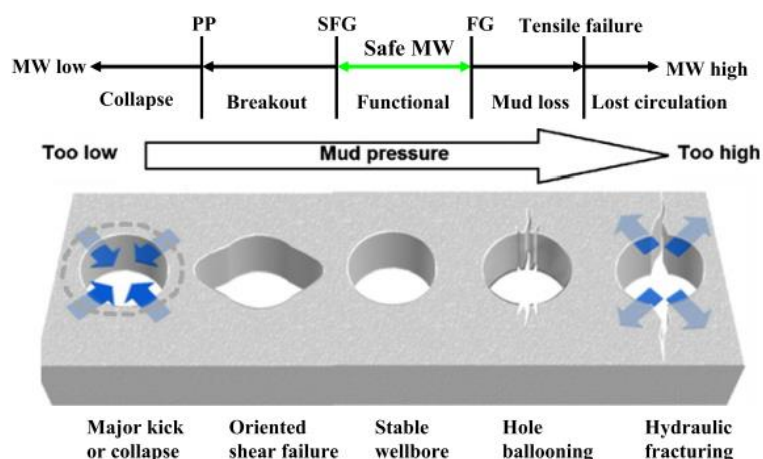 PP SFG FG Tensile failure
Safe MW
MW low MW high
Collapse Breakout Functional Mud loss Lost circulation
Too low Mud pressure Too high
Major kick Oriented Stable Hole Hydraulic
or collapse shear failure wellbore ballooning fracturing